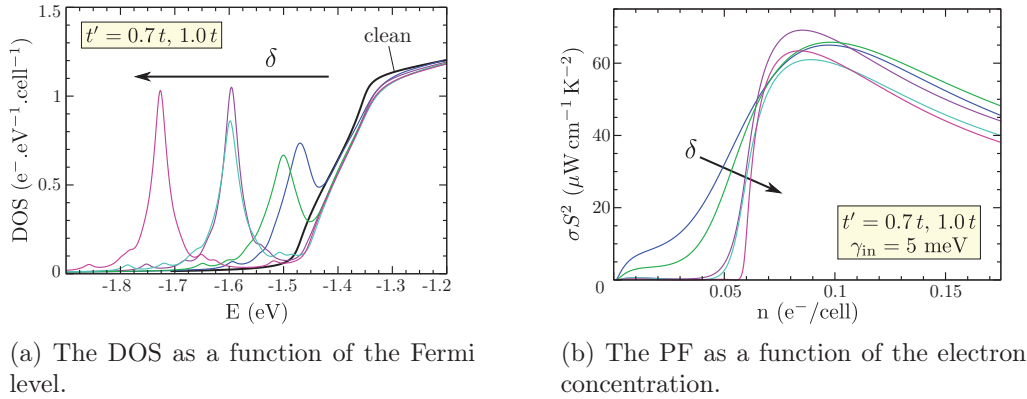 DOS (e⁻.eV⁻¹.cell⁻¹)
1.5
1
0.5
0
t′ = 0.7 t, 1.0 t
δ
clean
-1.8 -1.7 -1.6 -1.5 -1.4 -1.3 -1.2
E (eV)
(a) The DOS as a function of the Fermi
level.
σS² (μW cm⁻¹ K⁻²)
60
40
20
0
δ
t′ = 0.7 t, 1.0 t
γin = 5 meV
0.05 0.1 0.15
n (e⁻/cell)
(b) The PF as a function of the electron
concentration.